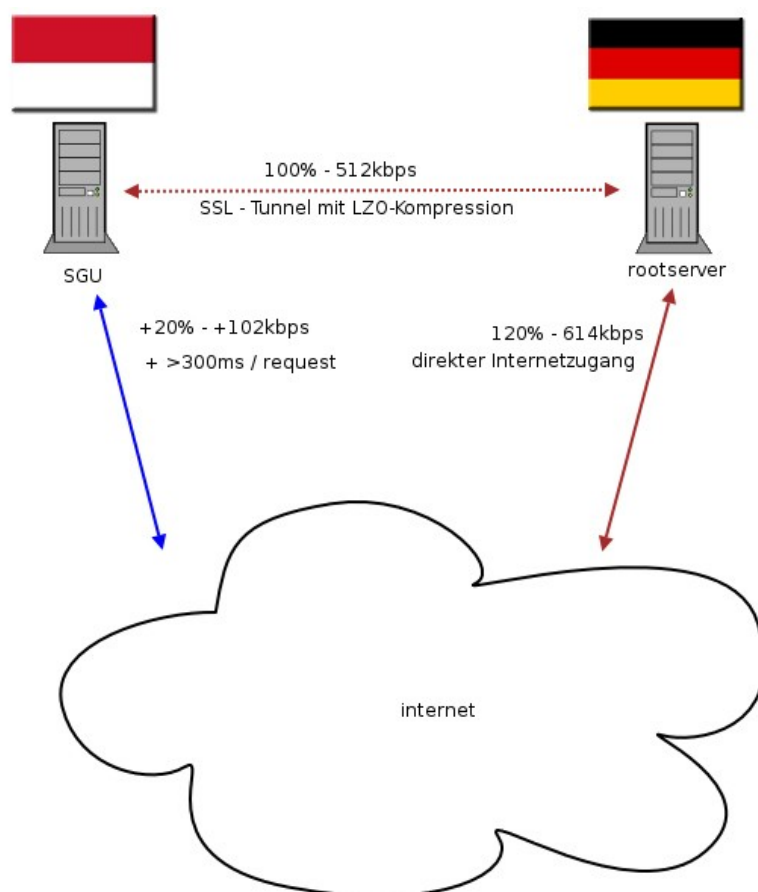 100% - 512kbps
SSL - Tunnel mit LZO-Kompression
SGU
rootserver
+20% - +102kbps
+ >300ms / request
120% - 614kbps
direkter Internetzugang
internet